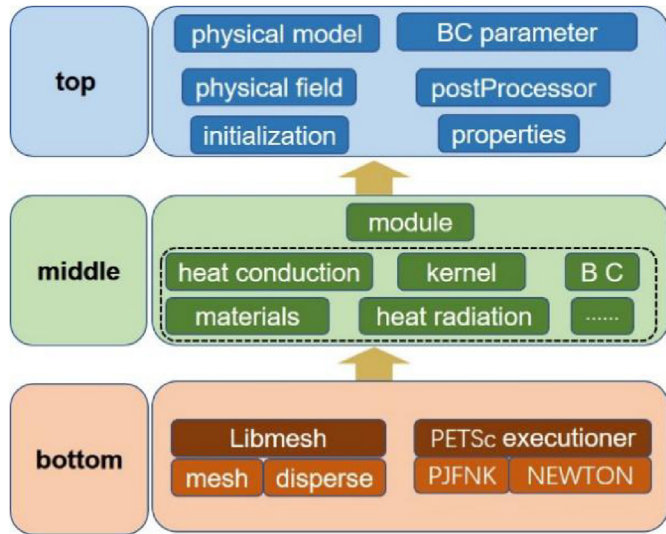 top
physical model
BC parameter
physical field
postProcessor
initialization
properties
middle
module
heat conduction
kernel
B C
materials
heat radiation
......
bottom
Libmesh
PETSc executioner
mesh
disperse
PJFNK
NEWTON